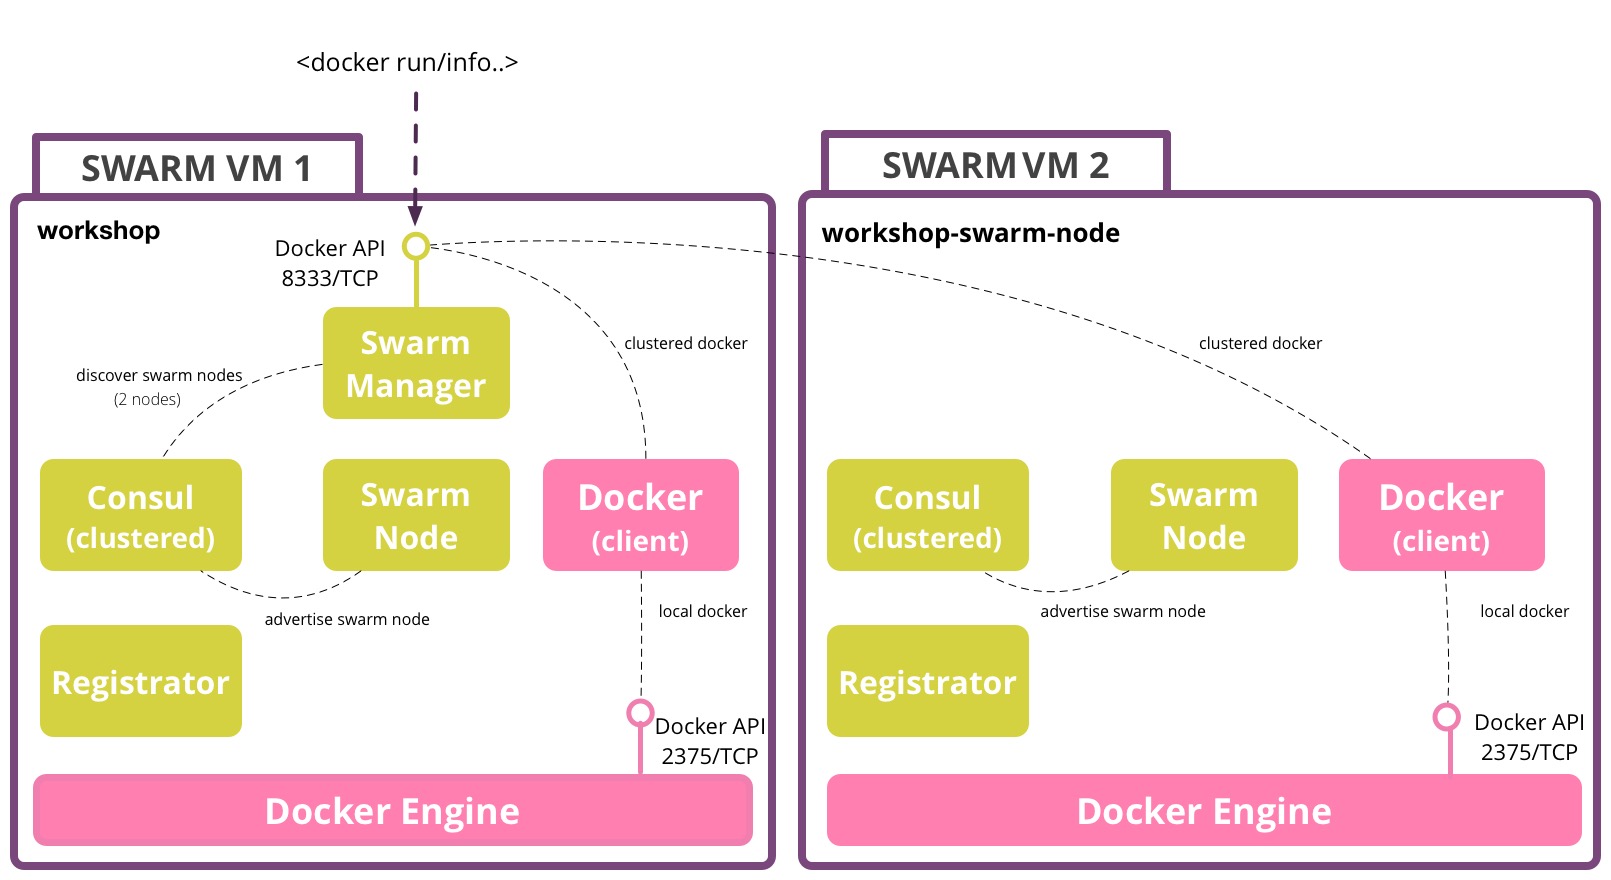 <docker run/info..>
SWARM VM 1
workshop
Docker API
8333/TCP
Swarm
Manager
clustered docker
discover swarm nodes
(2 nodes)
Consul
(clustered)
Swarm
Node
Docker
(client)
advertise swarm node
local docker
Registrator
Docker API
2375/TCP
Docker Engine
SWARM VM 2
workshop-swarm-node
clustered docker
Consul
(clustered)
Swarm
Node
Docker
(client)
advertise swarm node
local docker
Registrator
Docker API
2375/TCP
Docker Engine